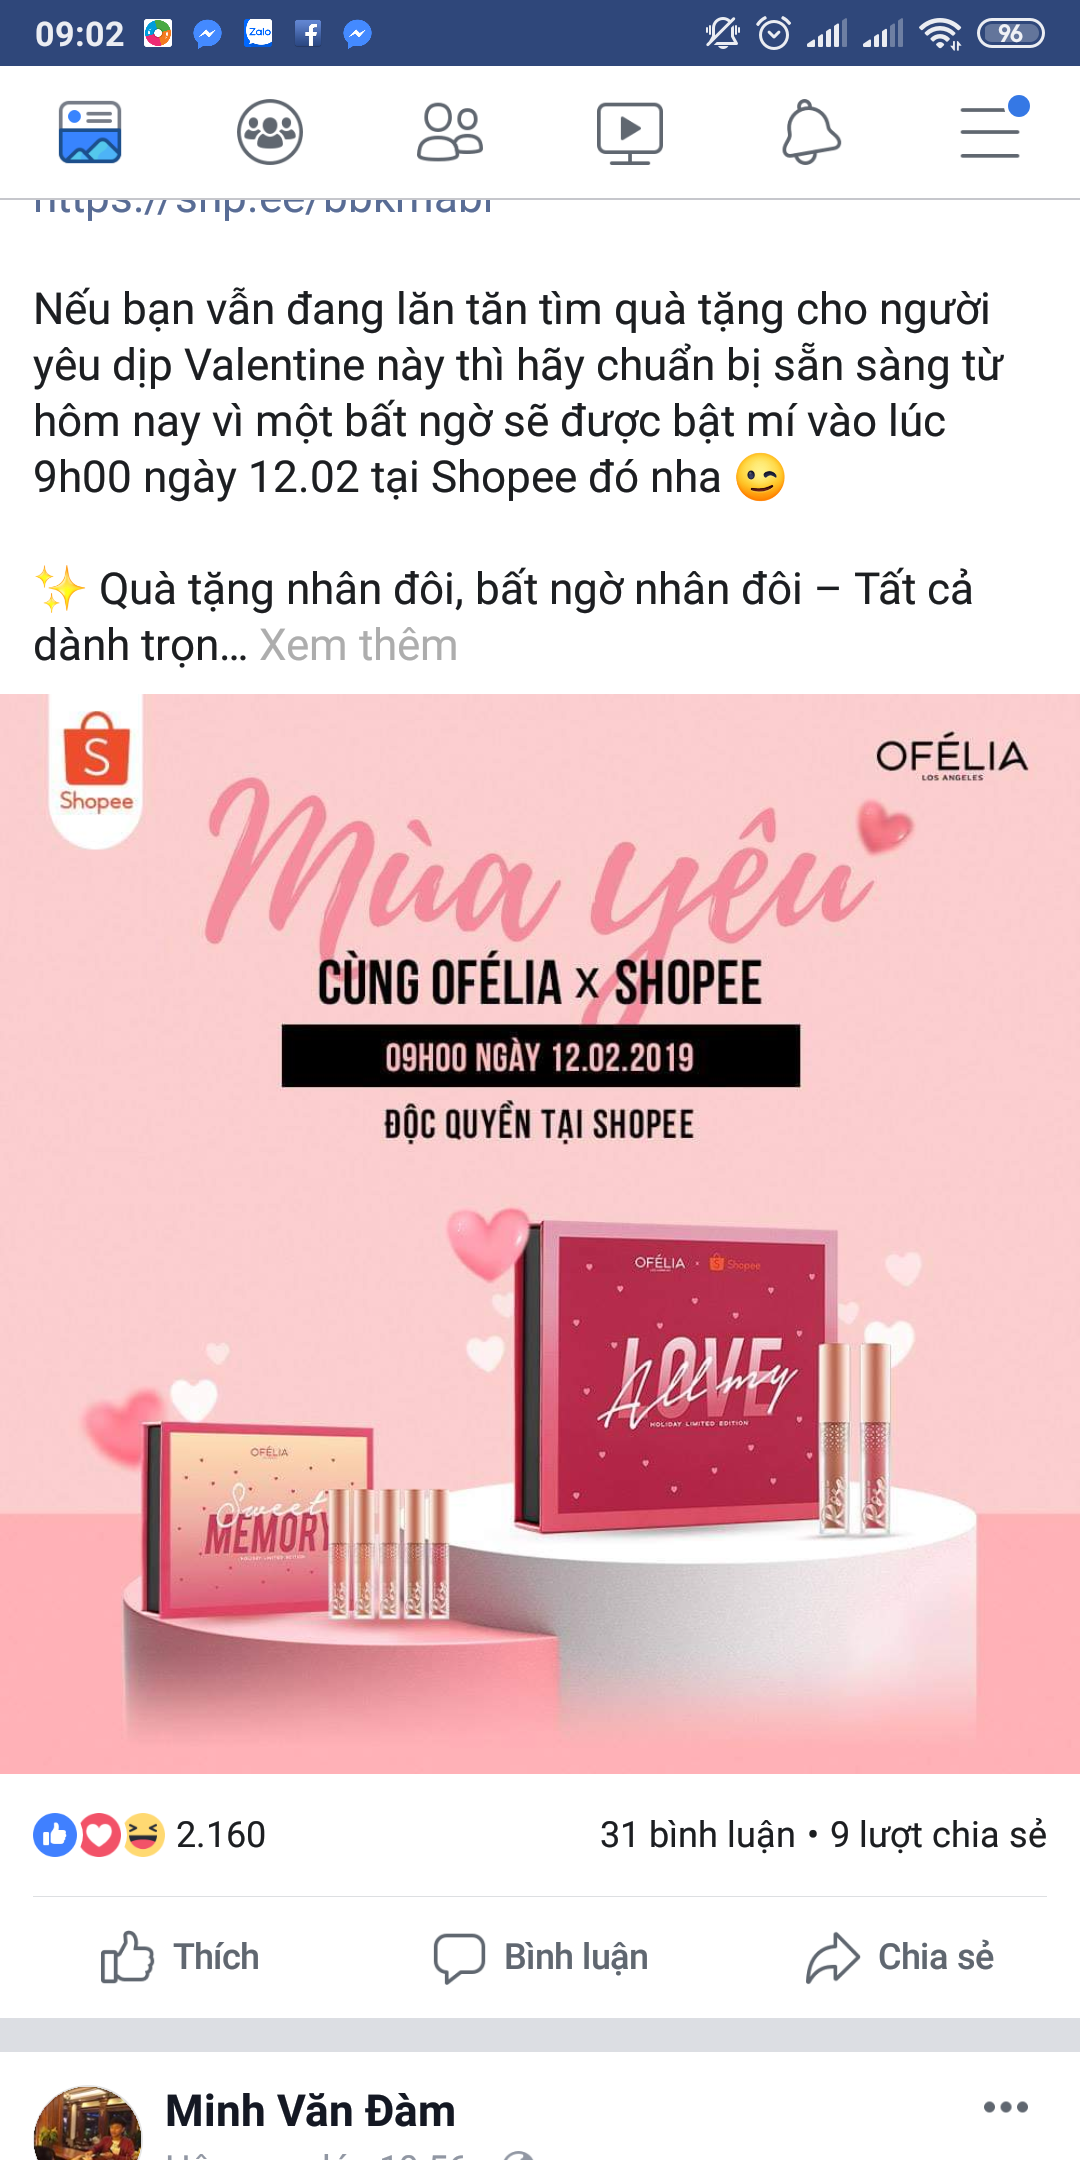 09:02
Zalo
96
Nếu bạn vẫn đang lăn tăn tìm quà tặng cho người
yêu dịp Valentine này thì hãy chuẩn bị sẵn sàng từ
hôm nay vì một bất ngờ sẽ được bật mí vào lúc
9h00 ngày 12.02 tại Shopee đó nha 😉
✨ Quà tặng nhân đôi, bất ngờ nhân đôi – Tất cả
dành trọn... Xem thêm
S
Shopee
OFÉLIA
LOS ANGELES
Mùa yêu
CÙNG OFÉLIA x SHOPEE
09H00 NGÀY 12.02.2019
ĐỘC QUYỀN TẠI SHOPEE
OFÉLIA x Shopee
LOVE
All my
HOLIDAY LIMITED EDITION
OFÉLIA
Sweet
MEMORY
HOLIDAY LIMITED EDITION
2.160
31 bình luận • 9 lượt chia sẻ
Thích
Bình luận
Chia sẻ
Minh Văn Đàm